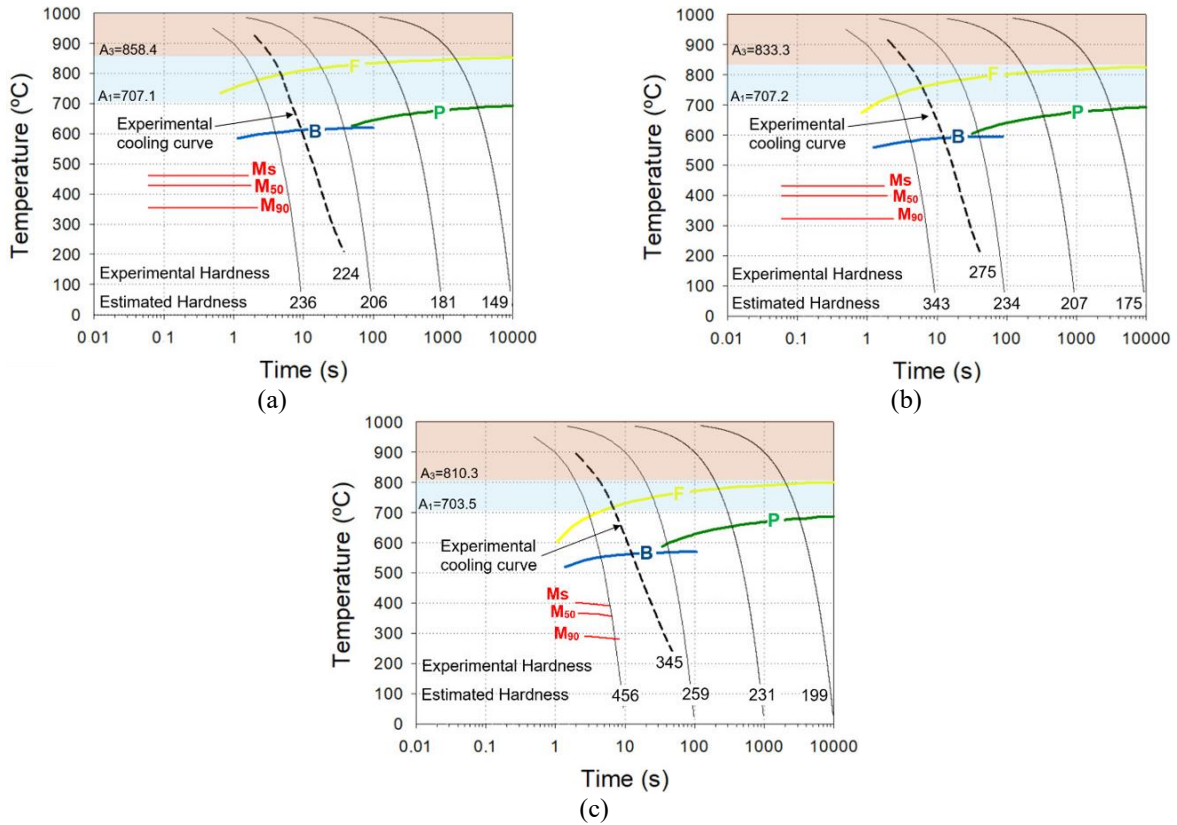 1000
900
800
700
600
500
400
300
200
100
0
Temperature (ºC)
A₃=858.4
A₁=707.1
F
P
B
Experimental
cooling curve
Ms
M₅₀
M₉₀
Experimental Hardness
224
Estimated Hardness
236 206 181 149
0 01 0.1 1 10 100 1000 10000
Time (s)
(a)
1000
900
800
700
600
500
400
300
200
100
0
Temperature (ºC)
A₃=833.3
A₁=707.2
F
P
B
Experimental
cooling curve
Ms
M₅₀
M₉₀
Experimental Hardness
275
Estimated Hardness
343 234 207 175
0.01 0.1 1 10 100 1000 10000
Time (s)
(b)
1000
900
800
700
600
500
400
300
200
100
0
Temperature (ºC)
A₃=810.3
A₁=703.5
F
P
B
Experimental
cooling curve
Ms
M₅₀
M₉₀
Experimental Hardness
345
Estimated Hardness
456 259 231 199
0.01 0.1 1 10 100 1000 10000
Time (s)
(c)